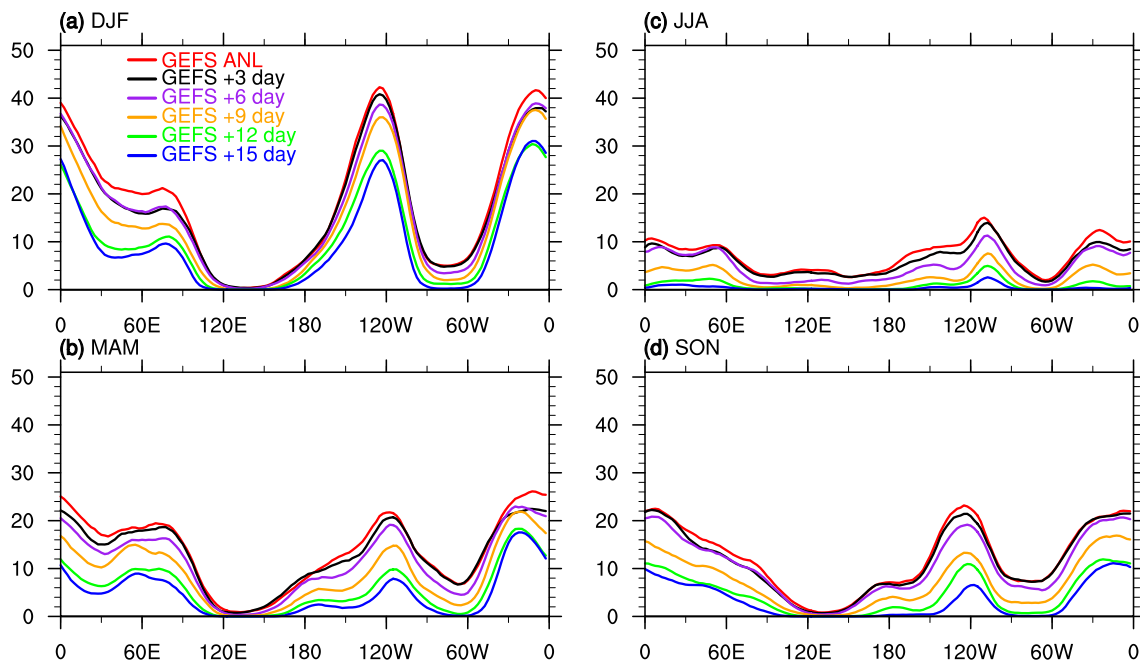 (a) DJF
50
40
30
20
10
0
GEFS ANL
GEFS +3 day
GEFS +6 day
GEFS +9 day
GEFS +12 day
GEFS +15 day
0 60E 120E 180 120W 60W 0
(c) JJA
50
40
30
20
10
0
0 60E 120E 180 120W 60W 0
(b) MAM
50
40
30
20
10
0
0 60E 120E 180 120W 60W 0
(d) SON
50
40
30
20
10
0
0 60E 120E 180 120W 60W 0